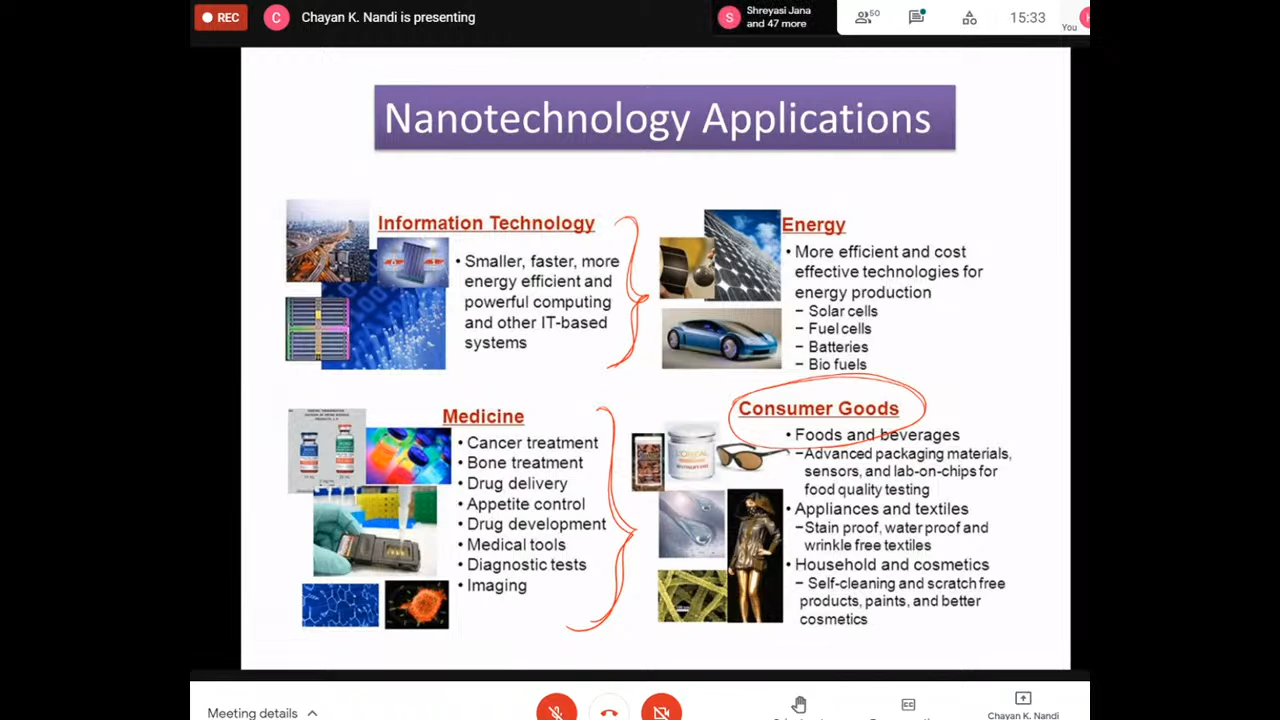 REC
C
Chayan K. Nandi is presenting
S
Shreyasi Jana
and 47 more
50
15:33
You
Nanotechnology Applications
Information Technology
• Smaller, faster, more
energy efficient and
powerful computing
and other IT-based
systems
Energy
• More efficient and cost
effective technologies for
energy production
− Solar cells
− Fuel cells
− Batteries
− Bio fuels
Medicine
• Cancer treatment
• Bone treatment
• Drug delivery
• Appetite control
• Drug development
• Medical tools
• Diagnostic tests
• Imaging
Consumer Goods
• Foods and beverages
−Advanced packaging materials,
sensors, and lab-on-chips for
food quality testing
• Appliances and textiles
−Stain proof, water proof and
wrinkle free textiles
• Household and cosmetics
− Self-cleaning and scratch free
products, paints, and better
cosmetics
L'OREAL
Meeting details
Chayan K. Nandi